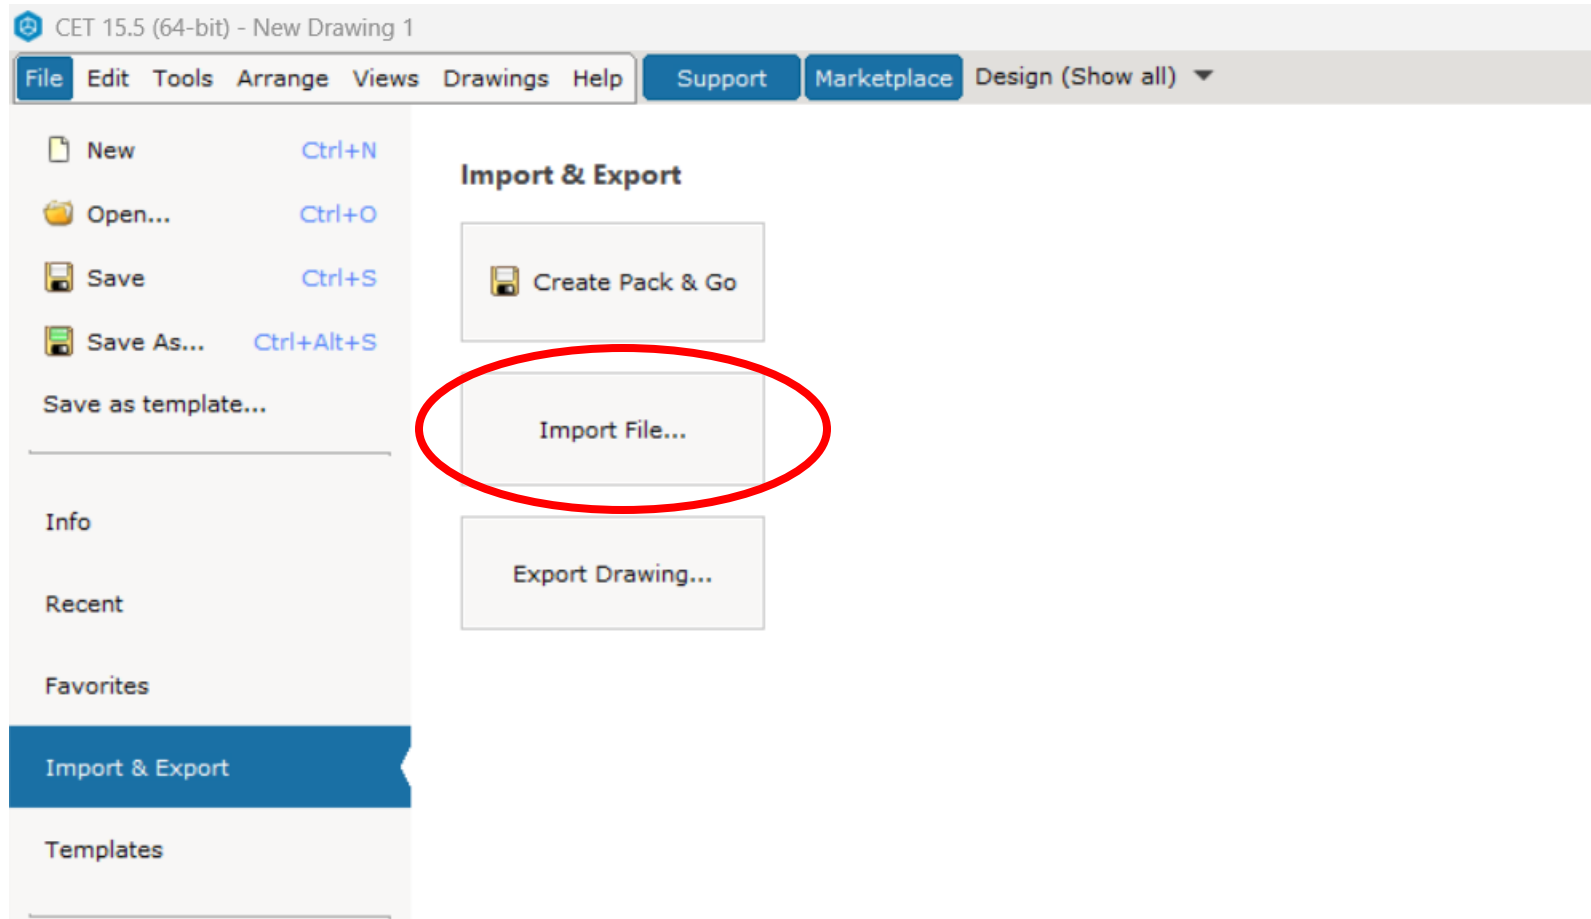 CET 15.5 (64-bit) - New Drawing 1
File Edit Tools Arrange Views Drawings Help Support Marketplace Design (Show all)
New Ctrl+N
Open... Ctrl+O
Save Ctrl+S
Save As... Ctrl+Alt+S
Save as template...
Info
Recent
Favorites
Import & Export
Templates
Import & Export
Create Pack & Go
Import File...
Export Drawing...